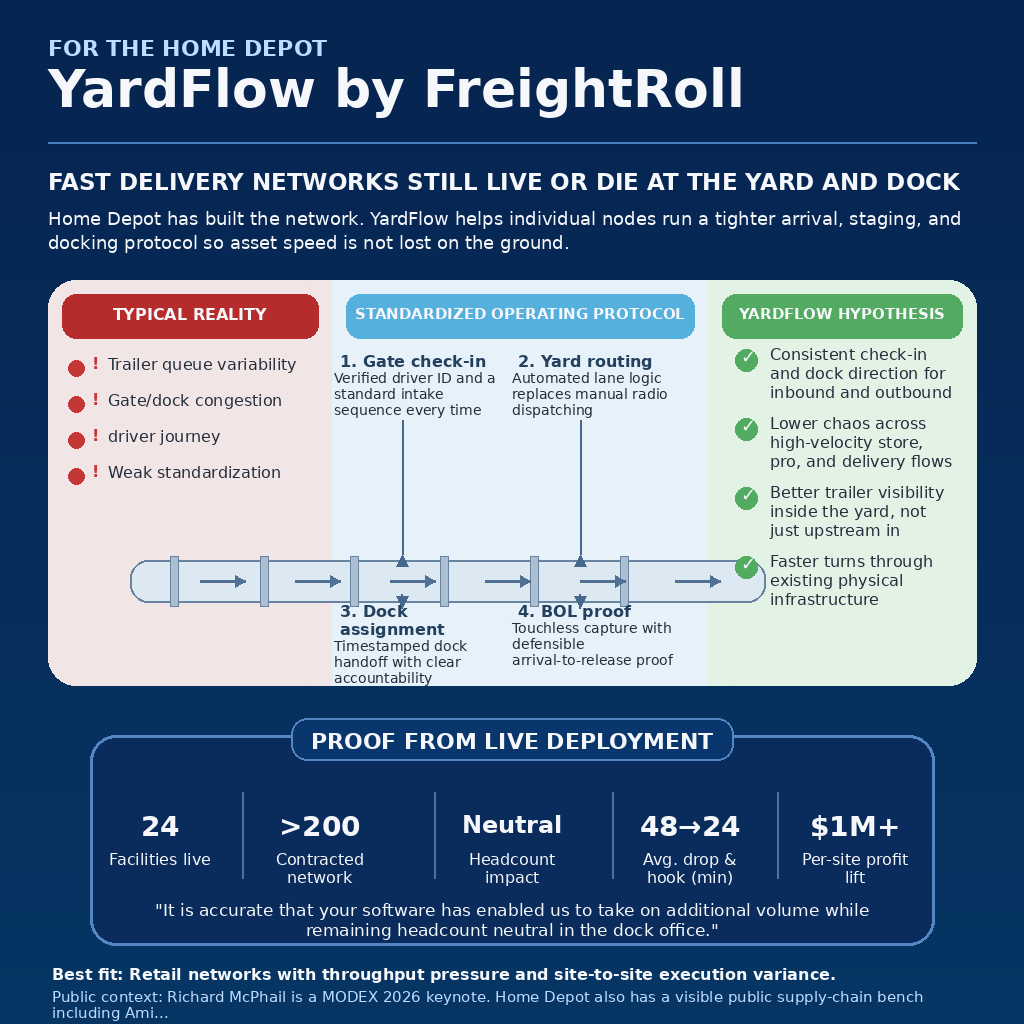 FOR THE HOME DEPOT
YardFlow by FreightRoll
FAST DELIVERY NETWORKS STILL LIVE OR DIE AT THE YARD AND DOCK
Home Depot has built the network. YardFlow helps individual nodes run a tighter arrival, staging, and
docking protocol so asset speed is not lost on the ground.
TYPICAL REALITY
! Trailer queue variability
! Gate/dock congestion
! driver journey
! Weak standardization
STANDARDIZED OPERATING PROTOCOL
1. Gate check-in
Verified driver ID and a
standard intake
sequence every time
2. Yard routing
Automated lane logic
replaces manual radio
dispatching
3. Dock
assignment
Timestamped dock
handoff with clear
accountability
4. BOL proof
Touchless capture with
defensible
arrival-to-release proof
YARDFLOW HYPOTHESIS
✓ Consistent check-in
and dock direction for
inbound and outbound
✓ Lower chaos across
high-velocity store,
pro, and delivery flows
✓ Better trailer visibility
inside the yard, not
just upstream in
✓ Faster turns through
existing physical
infrastructure
PROOF FROM LIVE DEPLOYMENT
24
Facilities live
>200
Contracted
network
Neutral
Headcount
impact
48→24
Avg. drop &
hook (min)
$1M+
Per-site profit
lift
"It is accurate that your software has enabled us to take on additional volume while
remaining headcount neutral in the dock office."
Best fit: Retail networks with throughput pressure and site-to-site execution variance.
Public context: Richard McPhail is a MODEX 2026 keynote. Home Depot also has a visible public supply-chain bench
including Ami...